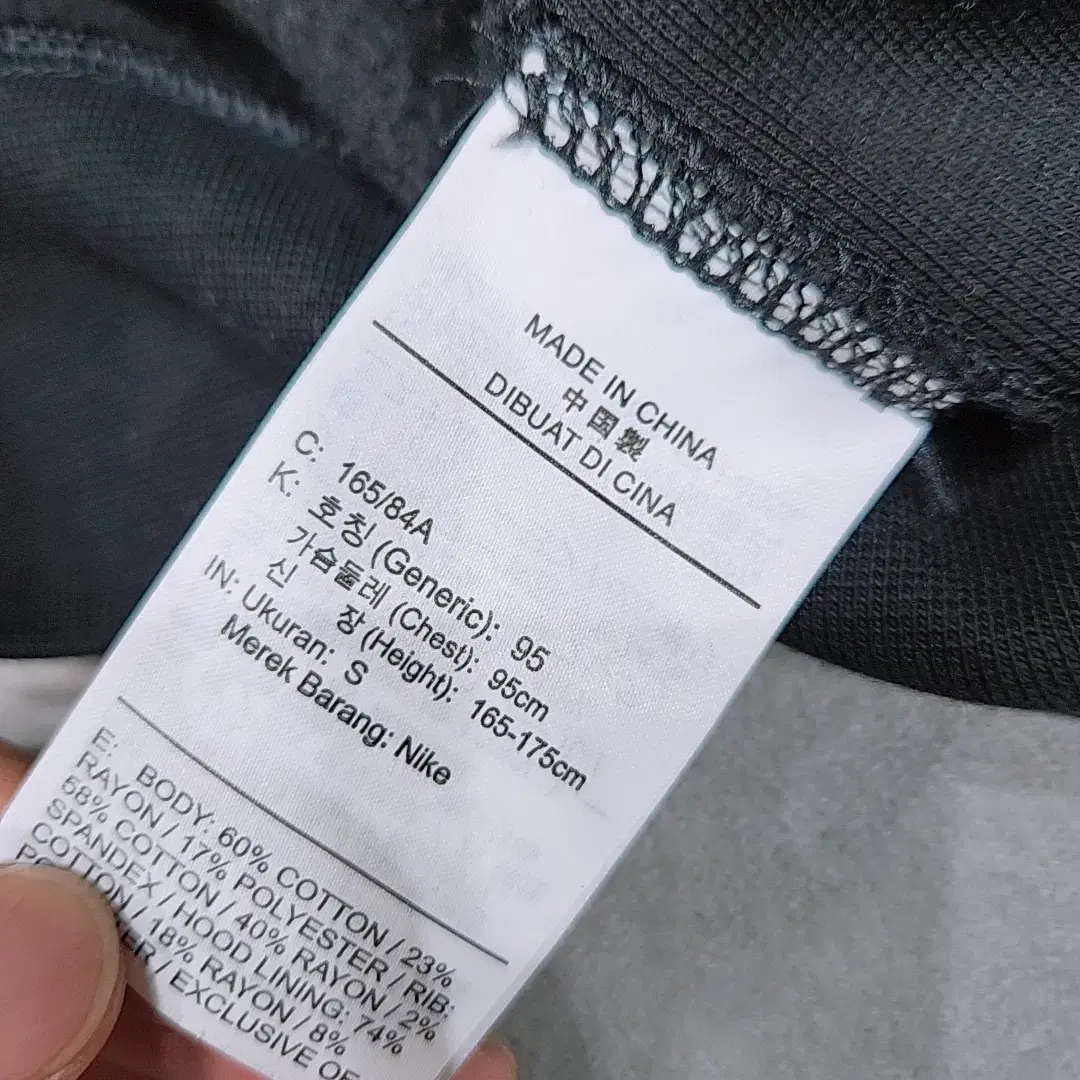 MADE IN CHINA
中国製
DIBUAT DI CINA
C: 165/84A
K: 호칭 (Generic): 95
가슴둘레 (Chest): 95cm
신 장 (Height): 165-175cm
IN: Ukuran: S
Merek Barang: Nike
E: BODY: 60% COTTON / 23%
RAYON / 17% POLYESTER / RIB:
58% COTTON / 40% RAYON / 2%
SPANDEX / HOOD LINING: 74%
COTTON / 18% RAYON / 8%
/ EXCLUSIVE OF